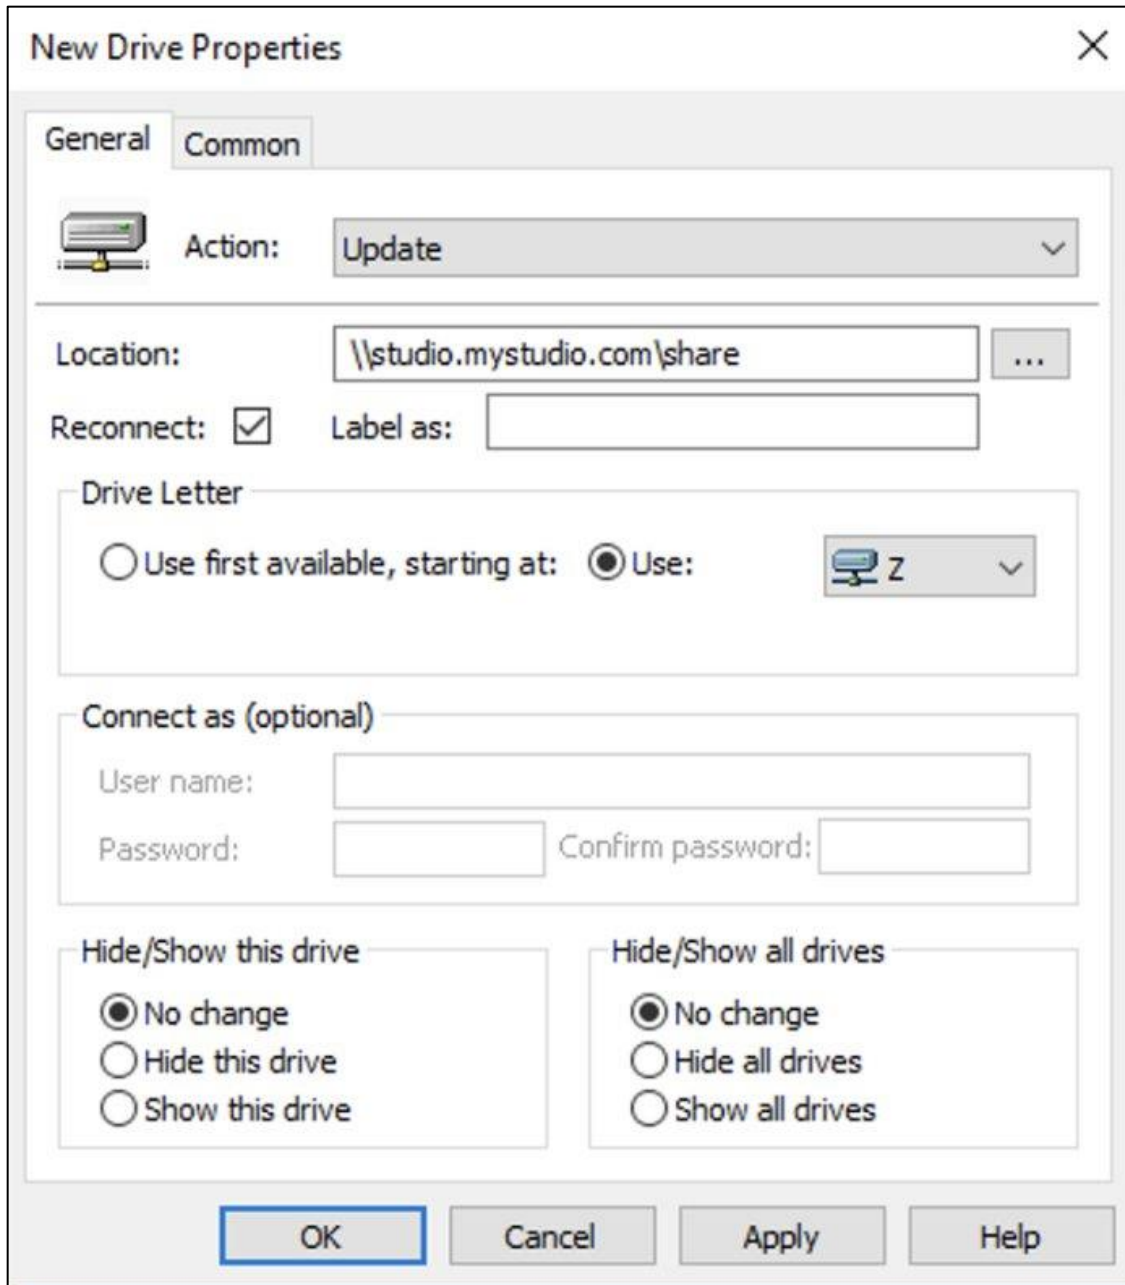 New Drive Properties
General Common
Action: Update
Location: \\studio.mystudio.com\share ...
Reconnect: Label as:
Drive Letter
Use first available, starting at: Use: Z
Connect as (optional)
User name:
Password: Confirm password:
Hide/Show this drive Hide/Show all drives
No change No change
Hide this drive Hide all drives
Show this drive Show all drives
OK Cancel Apply Help